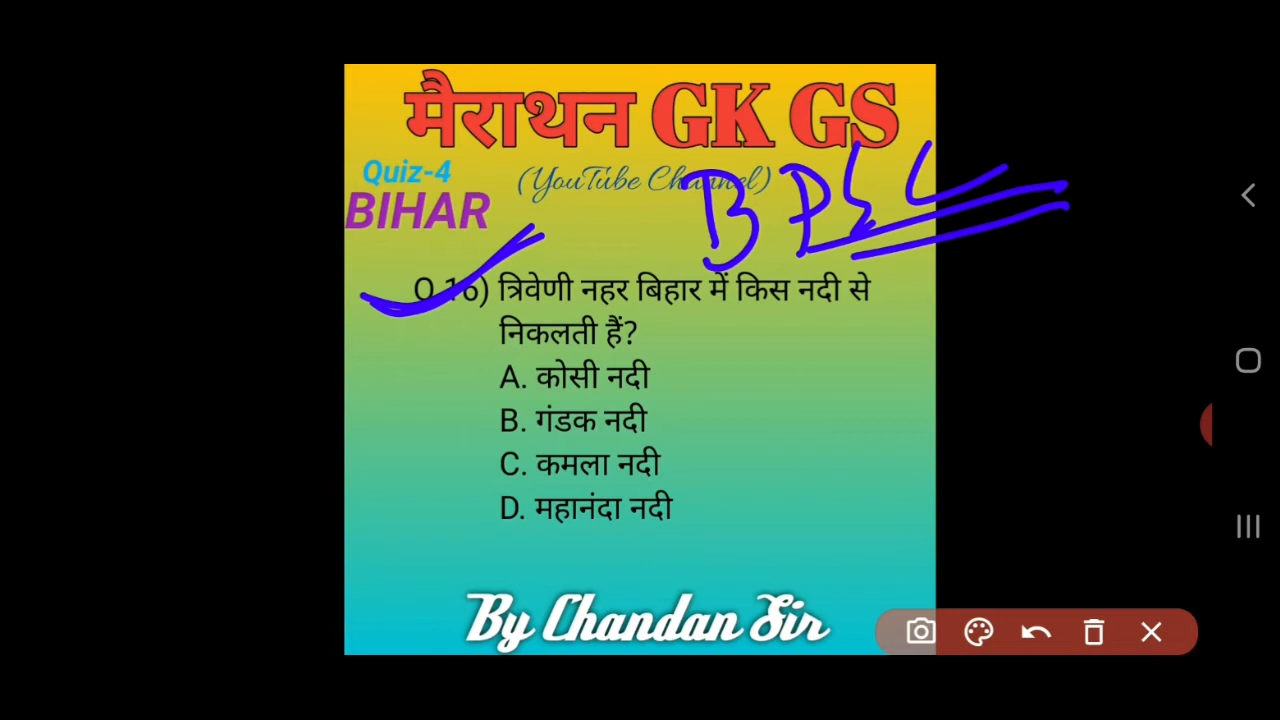 मैराथन GK GS
(YouTube Channel)
Quiz-4
BIHAR
BPSC
Q.16) त्रिवेणी नहर बिहार में किस नदी से
निकलती हैं?
A. कोसी नदी
B. गंडक नदी
C. कमला नदी
D. महानंदा नदी
By Chandan Sir